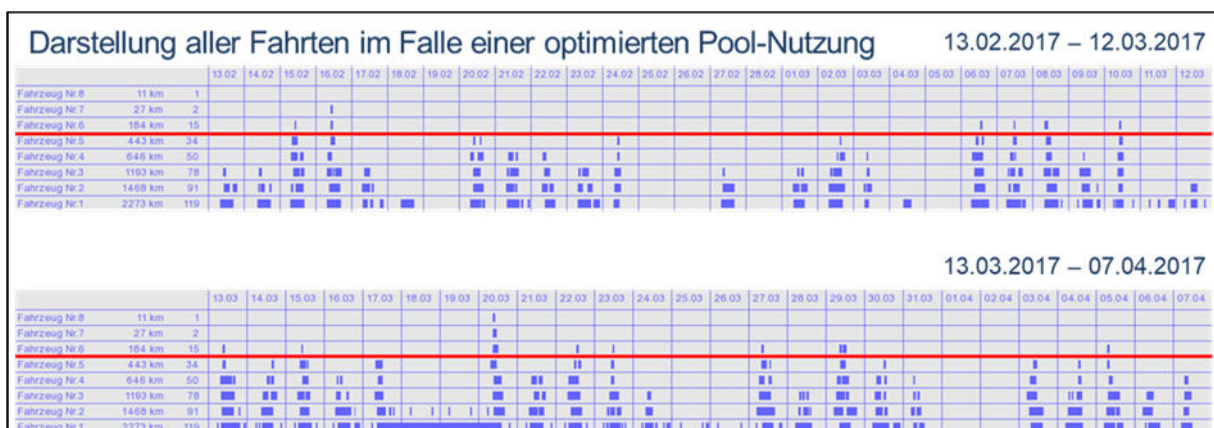 Darstellung aller Fahrten im Falle einer optimierten Pool-Nutzung 13.02.2017 – 12.03.2017
13.02 14.02 15.02 16.02 17.02 18.02 19.02 20.02 21.02 22.02 23.02 24.02 25.02 26.02 27.02 28.02 01.03 02.03 03.03 04.03 05.03 06.03 07.03 08.03 09.03 10.03 11.03 12.03
Fahrzeug Nr.8 11 km 1
Fahrzeug Nr.7 27 km 2
Fahrzeug Nr.6 184 km 15
Fahrzeug Nr.5 443 km 34
Fahrzeug Nr.4 646 km 50
Fahrzeug Nr.3 1193 km 78
Fahrzeug Nr.2 1468 km 91
Fahrzeug Nr.1 2273 km 119
13.03.2017 – 07.04.2017
13.03 14.03 15.03 16.03 17.03 18.03 19.03 20.03 21.03 22.03 23.03 24.03 25.03 26.03 27.03 28.03 29.03 30.03 31.03 01.04 02.04 03.04 04.04 05.04 06.04 07.04
Fahrzeug Nr.8 11 km 1
Fahrzeug Nr.7 27 km 2
Fahrzeug Nr.6 184 km 15
Fahrzeug Nr.5 443 km 34
Fahrzeug Nr.4 646 km 50
Fahrzeug Nr.3 1193 km 78
Fahrzeug Nr.2 1468 km 91
Fahrzeug Nr.1 2273 km 119